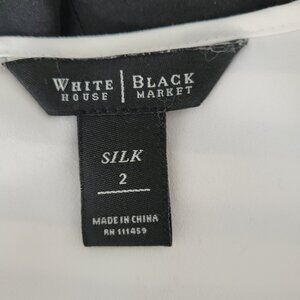 WHITE | BLACK
HOUSE | MARKET
SILK
2
MADE IN CHINA
RN 111459